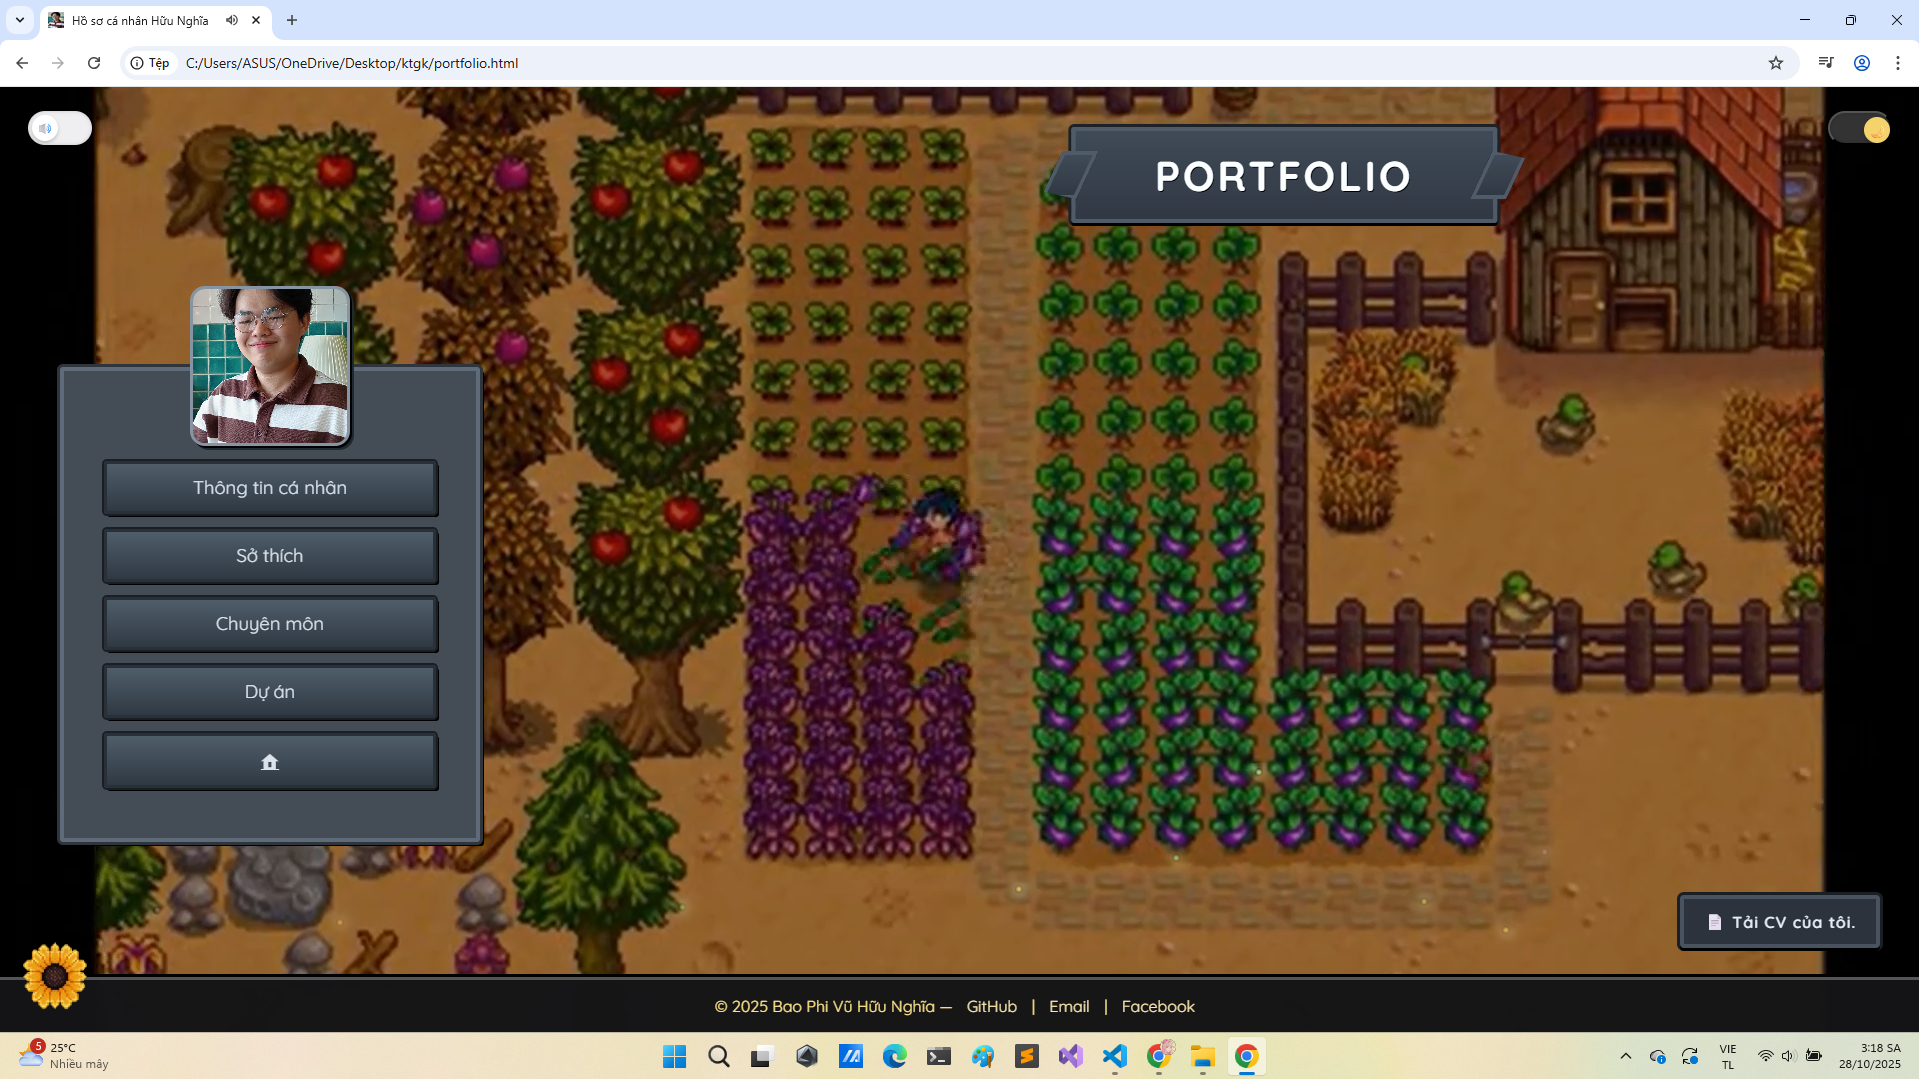 Hồ sơ cá nhân Hữu Nghĩa
Tệp
C:/Users/ASUS/OneDrive/Desktop/ktgk/portfolio.html
PORTFOLIO
Thông tin cá nhân
Sở thích
Chuyên môn
Dự án
Tải CV của tôi.
© 2025 Bao Phi Vũ Hữu Nghĩa — GitHub | Email | Facebook
5
25°C
Nhiều mây
VIE
TL
3:18 SA
28/10/2025